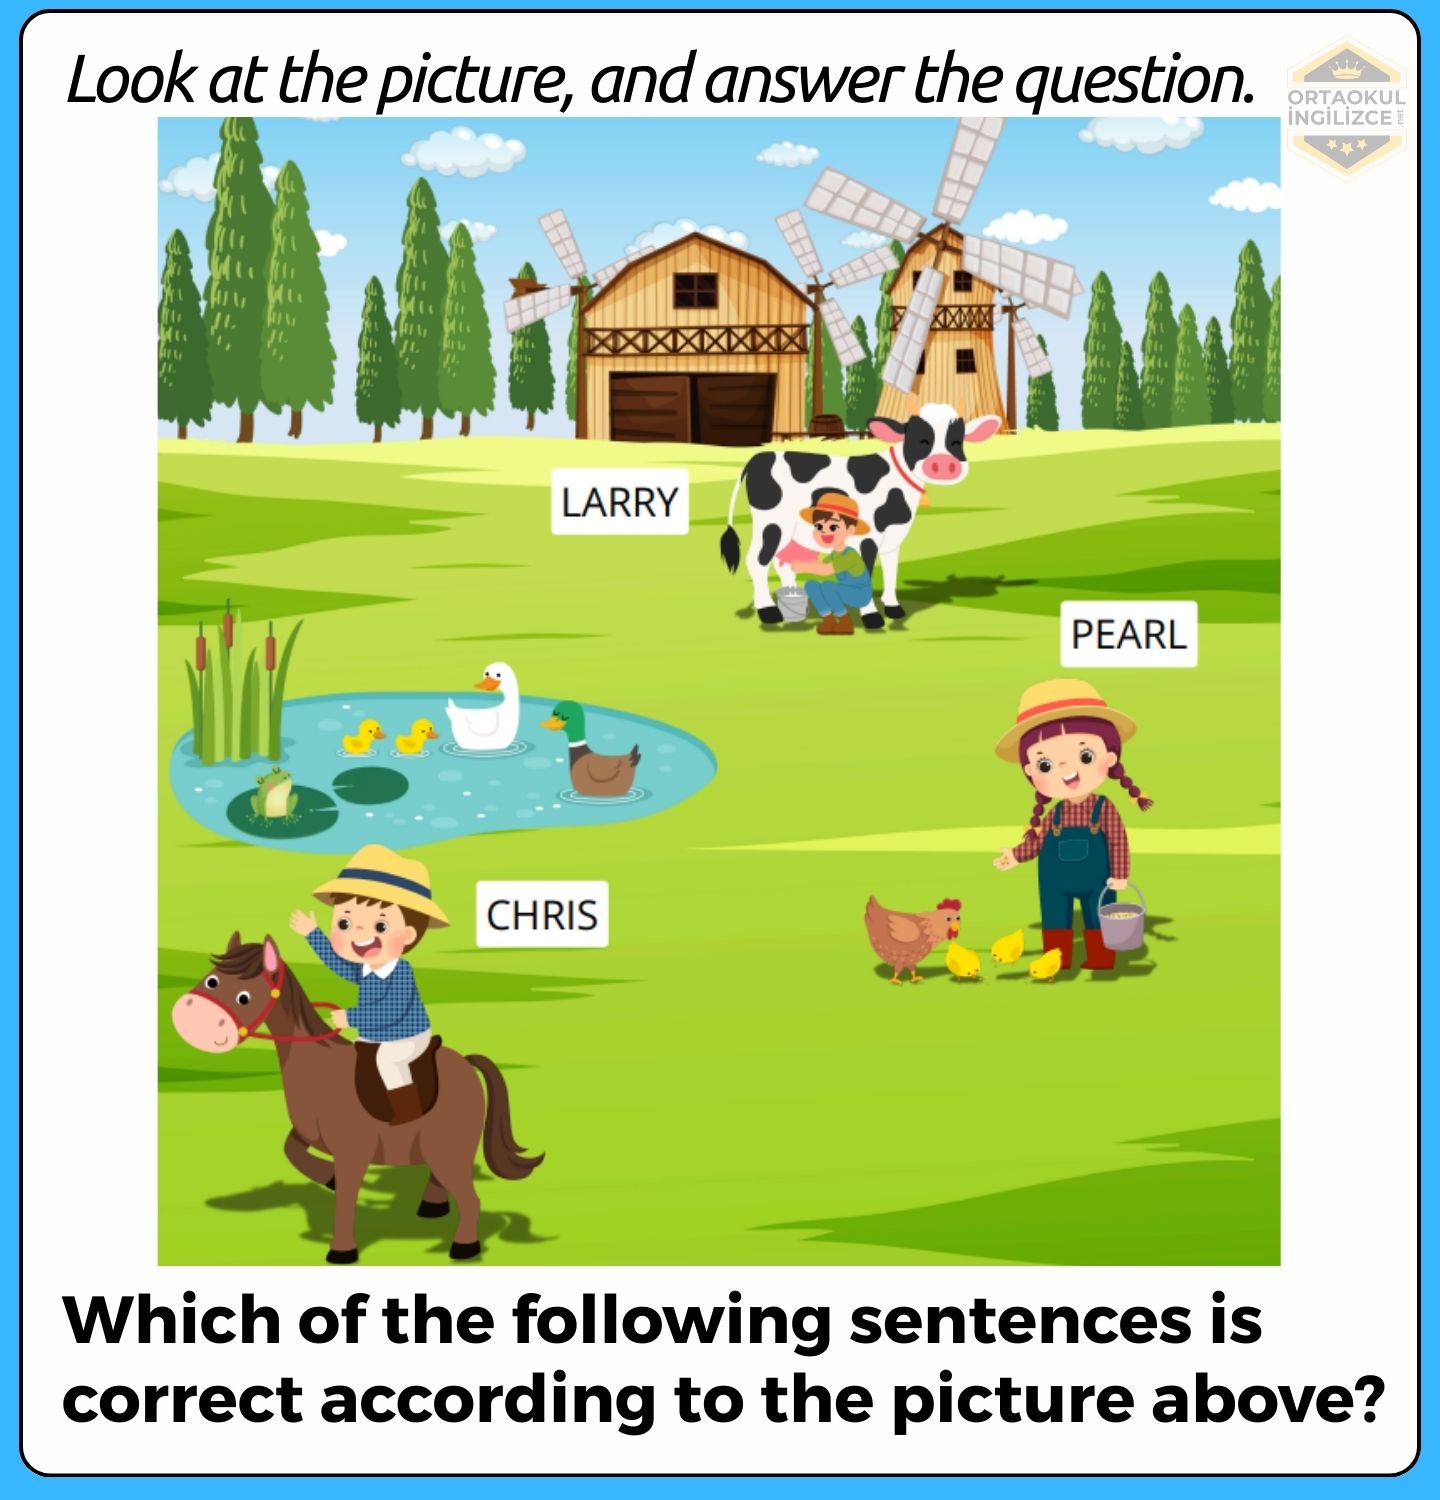 Look at the picture, and answer the question.
ORTAOKUL
İNGİLİZCE.net
LARRY
PEARL
CHRIS
Which of the following sentences is
correct according to the picture above?